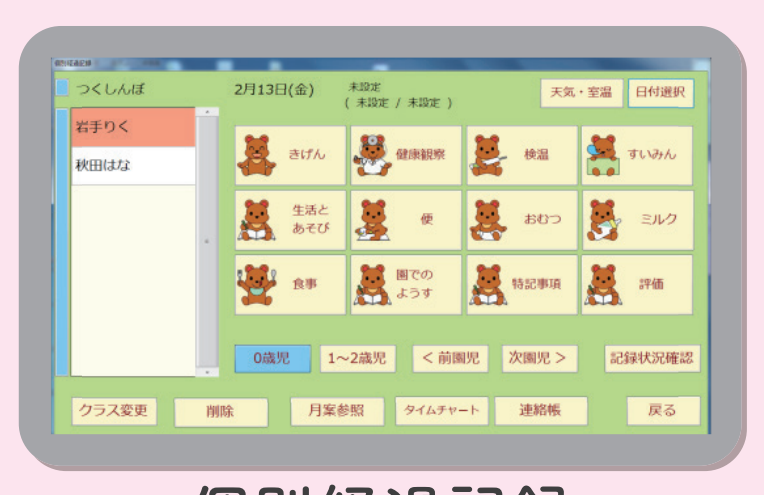 個別経過記録
つくしんぼ
2月13日(金)
未設定
( 未設定 / 未設定 )
天気・室温
日付選択
岩手りく
秋田はな
きげん
健康観察
検温
すいみん
生活と
あそび
便
おむつ
ミルク
食事
園での
ようす
特記事項
評価
0歳児
1～2歳児
< 前園児
次園児 >
記録状況確認
クラス変更
削除
月案参照
タイムチャート
連絡帳
戻る